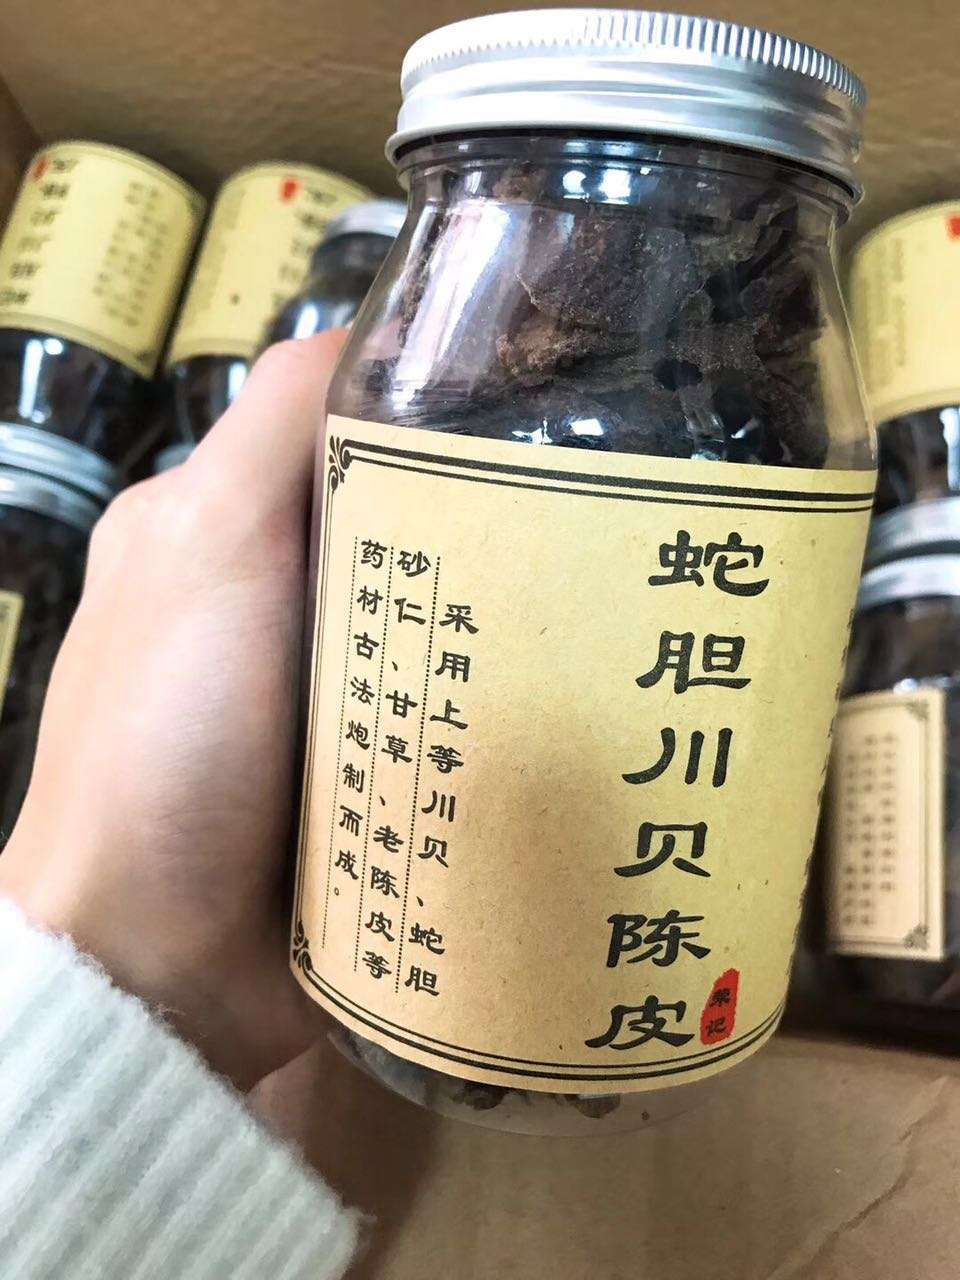 蛇胆川贝陈皮
荣记
采用上等川贝、蛇胆
砂仁、甘草、老陈皮等
药材古法炮制而成。